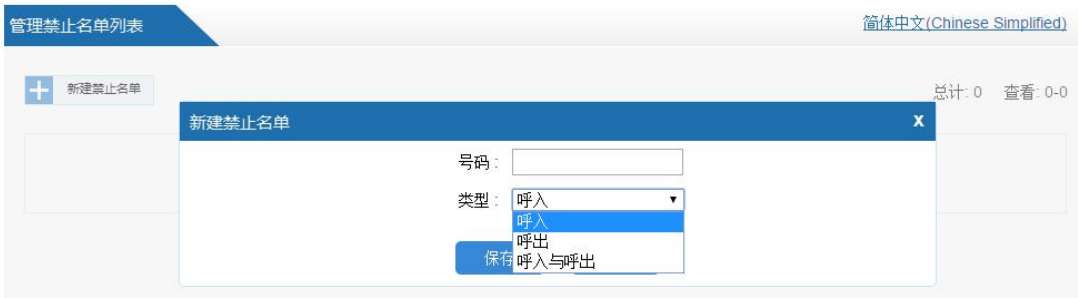 管理禁止名单列表
简体中文(Chinese Simplified)
新建禁止名单
总计: 0 查看: 0-0
新建禁止名单 X
号码 :
类型 : 呼入
呼入
呼出
呼入与呼出
保存